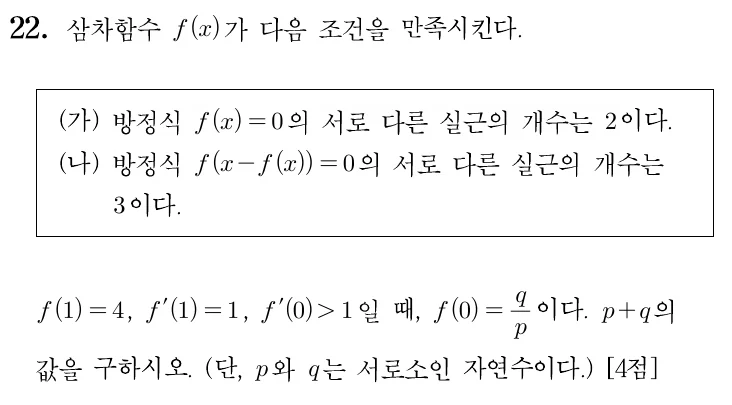 22. 삼차함수 f(x)가 다음 조건을 만족시킨다.
(가) 방정식 f(x)=0의 서로 다른 실근의 개수는 2이다.
(나) 방정식 f(x-f(x))=0의 서로 다른 실근의 개수는
3이다.
f(1)=4, f'(1)=1, f'(0)>1일 때, f(0)=q/p이다. p+q의
값을 구하시오. (단, p와 q는 서로소인 자연수이다.) [4점]